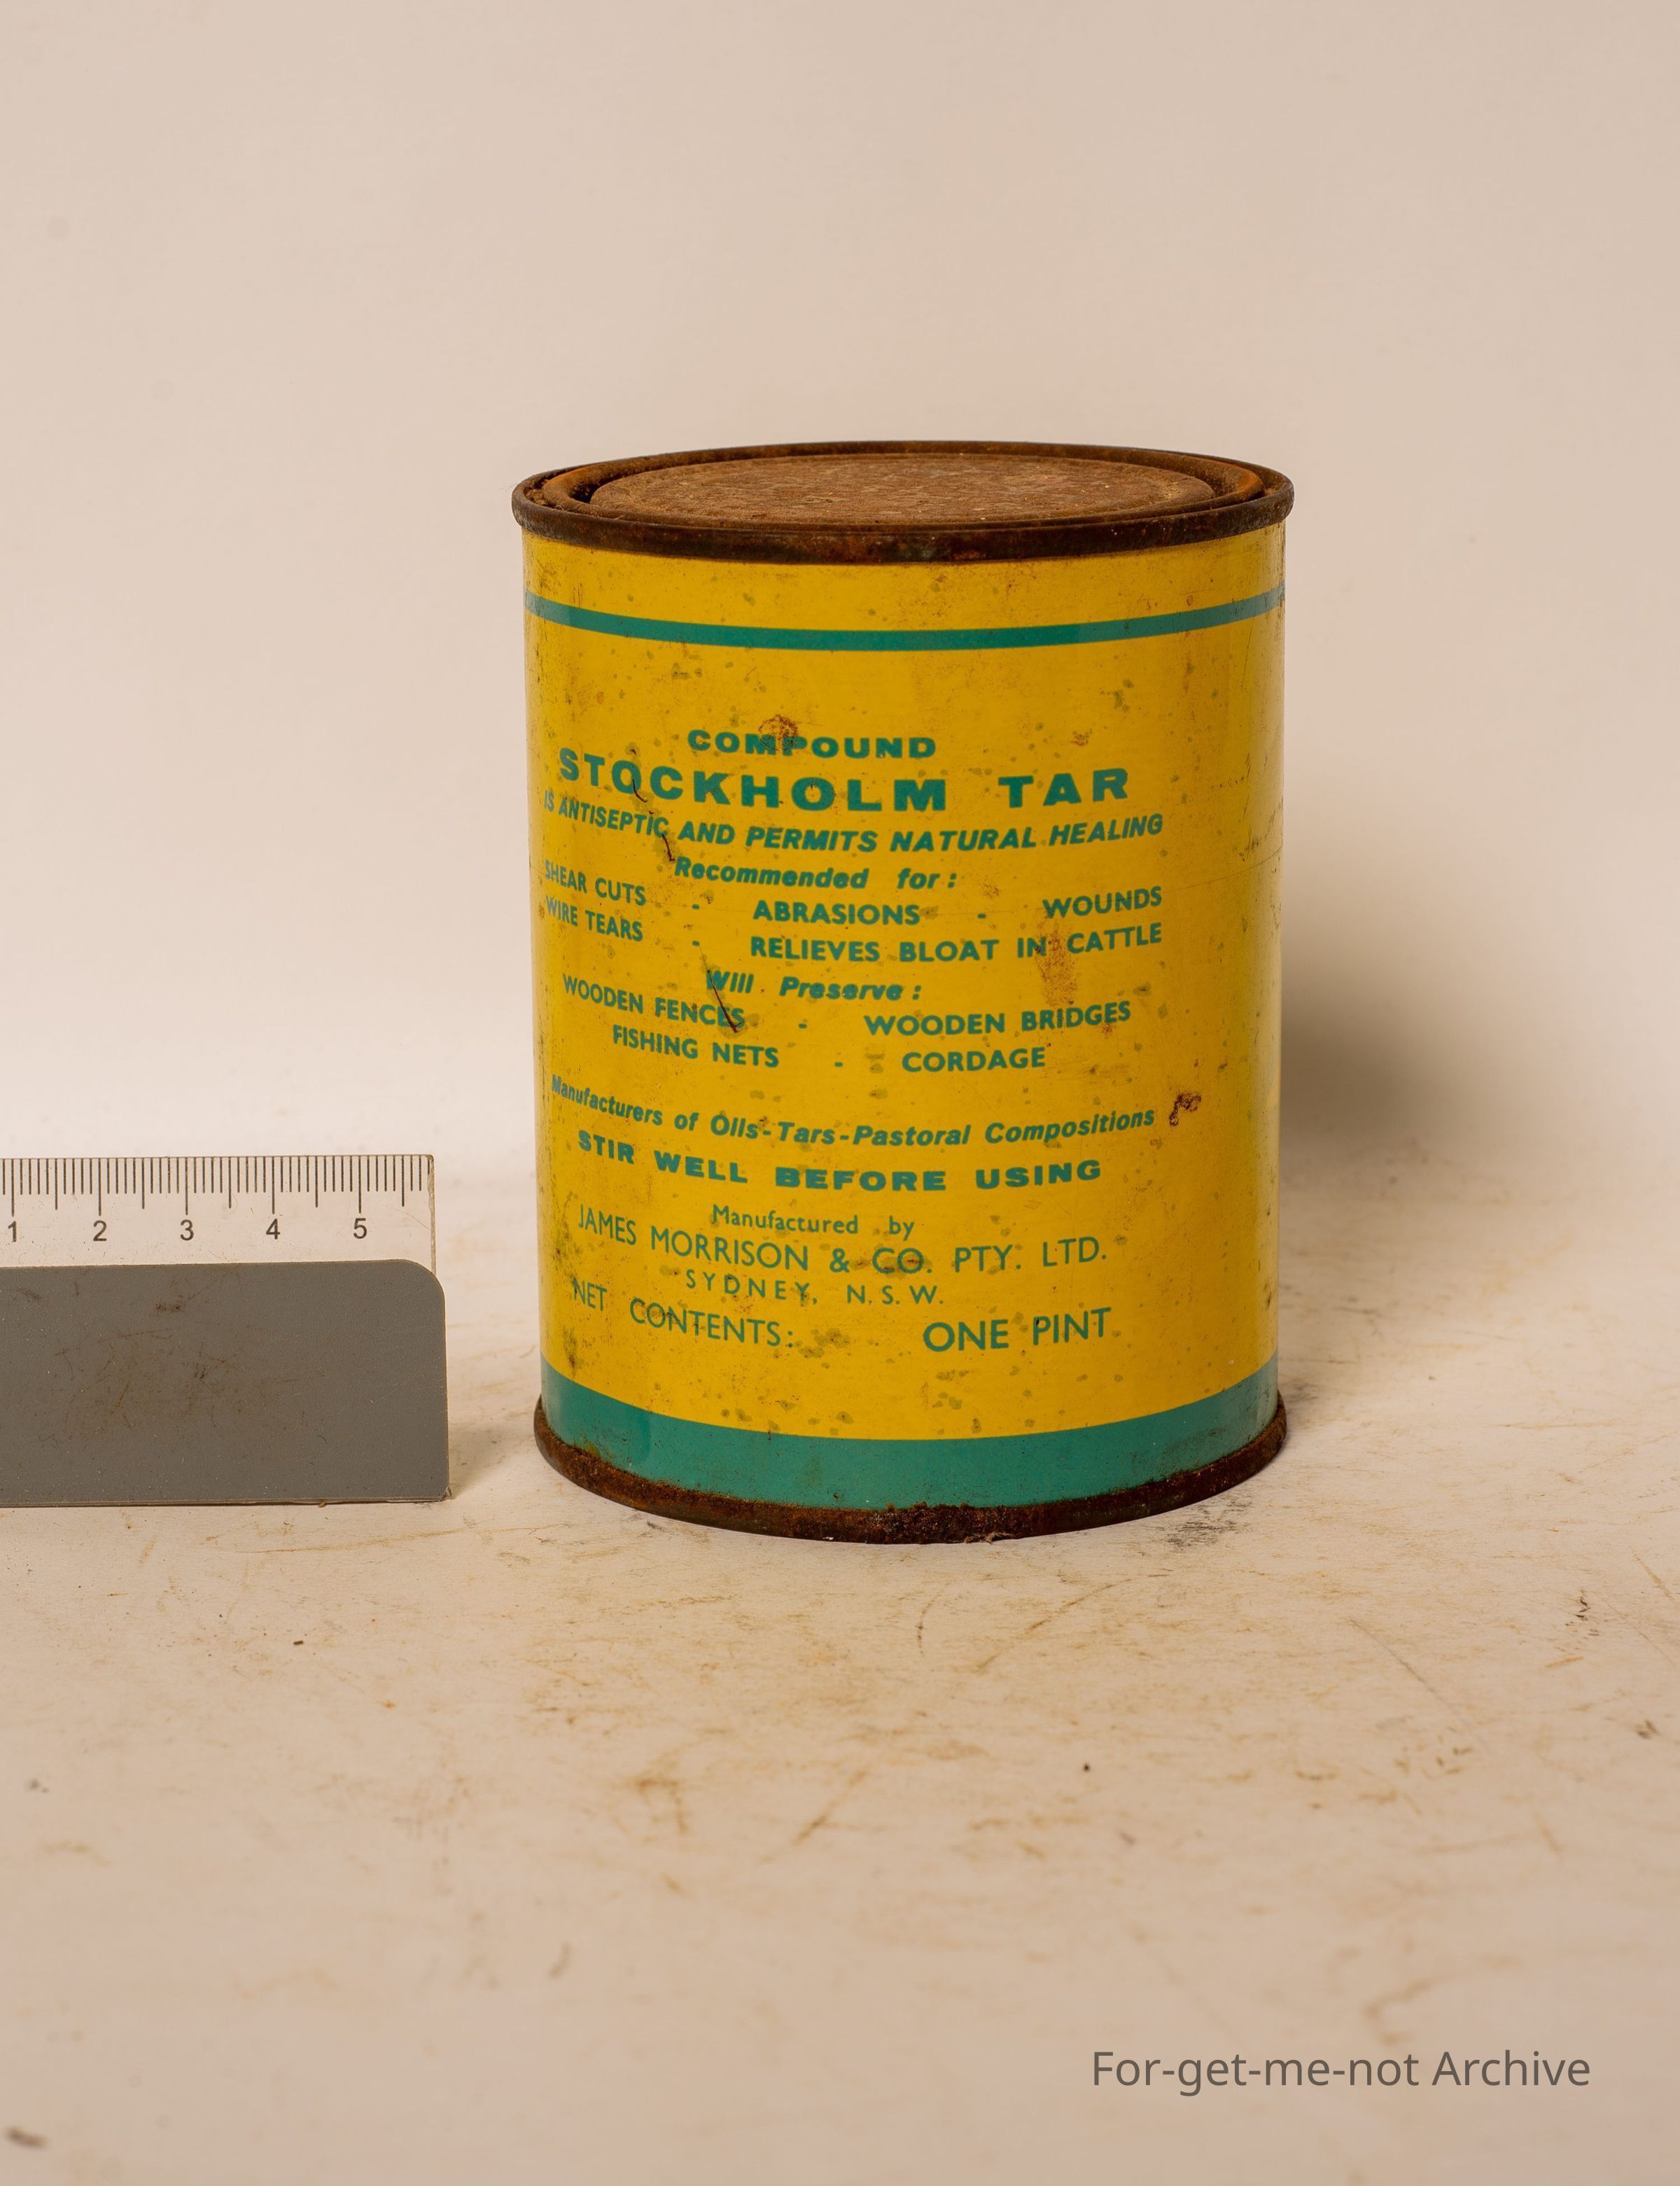 COMPOUND
STOCKHOLM TAR
IS ANTISEPTIC AND PERMITS NATURAL HEALING
Recommended for:
SHEAR CUTS - ABRASIONS - WOUNDS
WIRE TEARS - RELIEVES BLOAT IN CATTLE
Will Preserve:
WOODEN FENCES - WOODEN BRIDGES
FISHING NETS - CORDAGE
Manufacturers of Oils-Tars-Pastoral Compositions
STIR WELL BEFORE USING
Manufactured by
JAMES MORRISON & CO. PTY. LTD.
SYDNEY, N.S.W.
NET CONTENTS: ONE PINT
1 2 3 4 5
For-get-me-not Archive